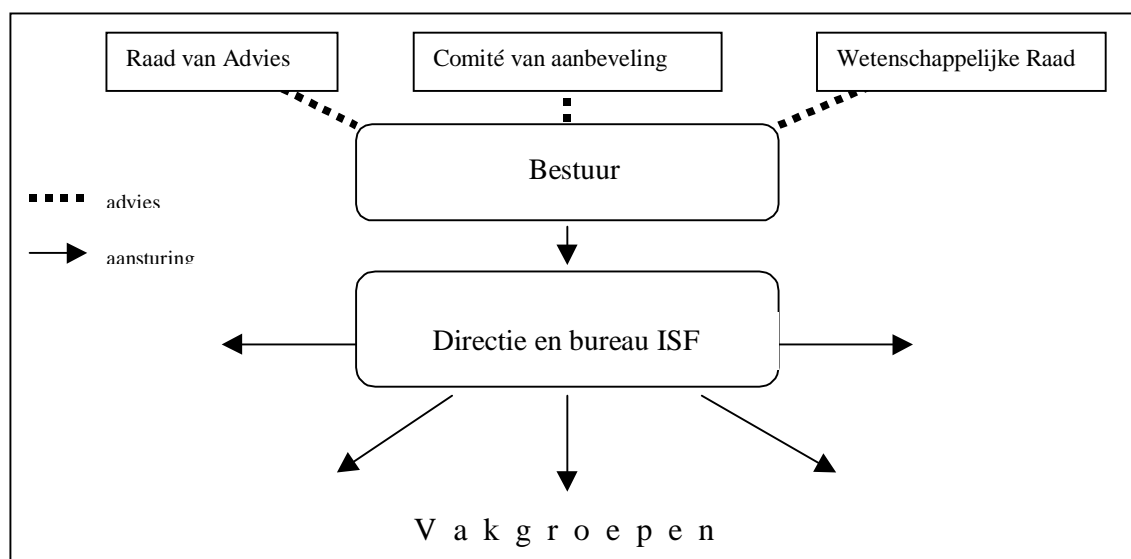 Raad van Advies
Comité van aanbeveling
Wetenschappelijke Raad
Bestuur
advies
aansturing
Directie en bureau ISF
V a k g r o e p e n